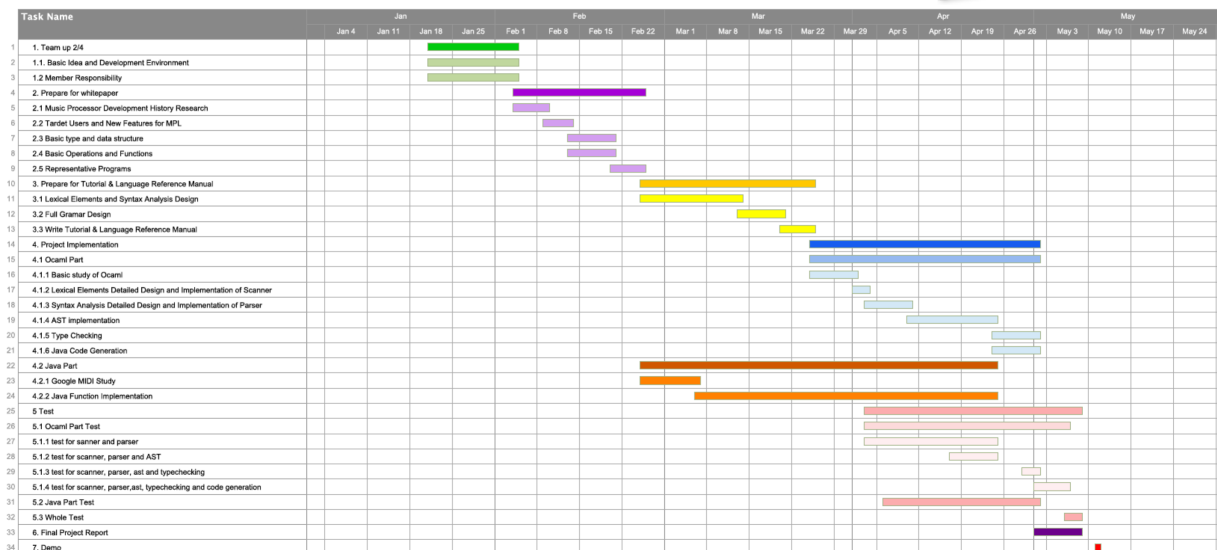 Task Name
Jan Feb Mar Apr May
Jan 4 Jan 11 Jan 18 Jan 25 Feb 1 Feb 8 Feb 15 Feb 22 Mar 1 Mar 8 Mar 15 Mar 22 Mar 29 Apr 5 Apr 12 Apr 19 Apr 26 May 3 May 10 May 17 May 24
1 1. Team up 2/4
2 1.1. Basic Idea and Development Environment
3 1.2 Member Responsibility
4 2. Prepare for whitepaper
5 2.1 Music Processor Development History Research
6 2.2 Tardet Users and New Features for MPL
7 2.3 Basic type and data structure
8 2.4 Basic Operations and Functions
9 2.5 Representative Programs
10 3. Prepare for Tutorial & Language Reference Manual
11 3.1 Lexical Elements and Syntax Analysis Design
12 3.2 Full Gramar Design
13 3.3 Write Tutorial & Language Reference Manual
14 4. Project Implementation
15 4.1 Ocaml Part
16 4.1.1 Basic study of Ocaml
17 4.1.2 Lexical Elements Detailed Design and Implementation of Scanner
18 4.1.3 Syntax Analysis Detailed Design and Implementation of Parser
19 4.1.4 AST implementation
20 4.1.5 Type Checking
21 4.1.6 Java Code Generation
22 4.2 Java Part
23 4.2.1 Google MIDI Study
24 4.2.2 Java Function Implementation
25 5 Test
26 5.1 Ocaml Part Test
27 5.1.1 test for sanner and parser
28 5.1.2 test for scanner, parser and AST
29 5.1.3 test for scanner, parser, ast and typechecking
30 5.1.4 test for scanner, parser,ast, typechecking and code generation
31 5.2 Java Part Test
32 5.3 Whole Test
33 6. Final Project Report
34 7. Demo